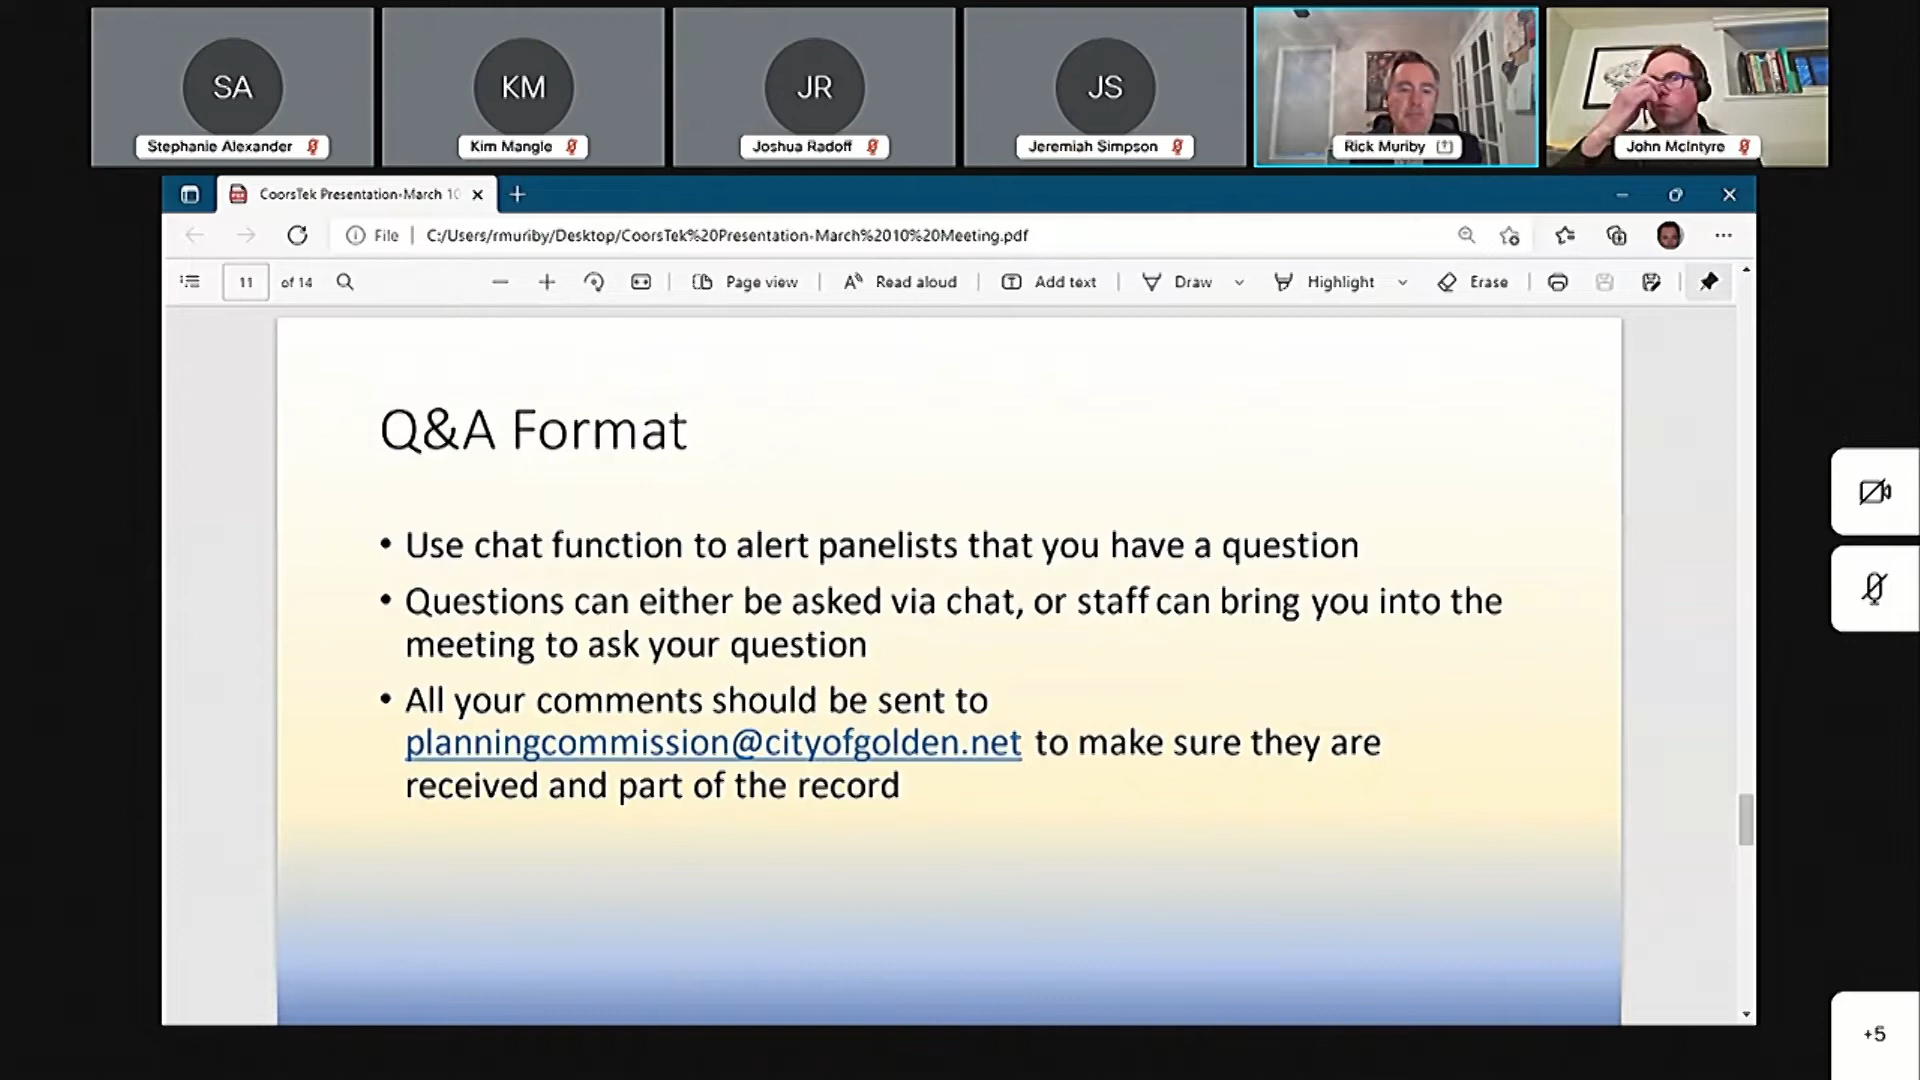 SA
KM
JR
JS
Stephanie Alexander
Kim Mangle
Joshua Radoff
Jeremiah Simpson
Rick Muriby
John McIntyre
CoorsTek Presentation-March 10
File
C:/Users/rmuriby/Desktop/CoorsTek%20Presentation-March%2010%20Meeting.pdf
11 of 14
Page view
Read aloud
Add text
Draw
Highlight
Erase
Q&A Format
• Use chat function to alert panelists that you have a question
• Questions can either be asked via chat, or staff can bring you into the
meeting to ask your question
• All your comments should be sent to
planningcommission@cityofgolden.net to make sure they are
received and part of the record
+5